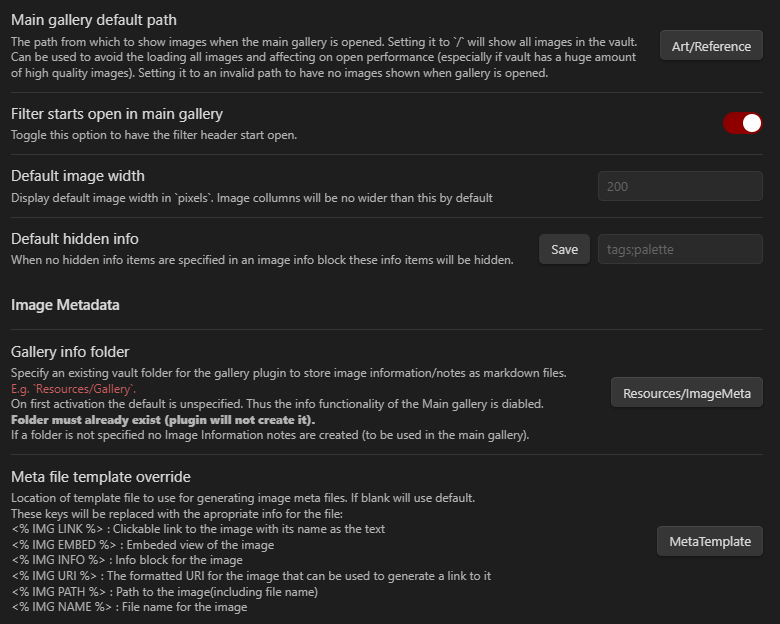 Main gallery default path
The path from which to show images when the main gallery is opened. Setting it to `/` will show all images in the vault.
Can be used to avoid the loading all images and affecting on open performance (especially if vault has a huge amount
of high quality images). Setting it to an invalid path to have no images shown when gallery is opened.
Art/Reference
Filter starts open in main gallery
Toggle this option to have the filter header start open.
Default image width
Display default image width in `pixels`. Image collumns will be no wider than this by default
200
Default hidden info
When no hidden info items are specified in an image info block these info items will be hidden.
Save
tags;palette
Image Metadata
Gallery info folder
Specify an existing vault folder for the gallery plugin to store image information/notes as markdown files.
E.g. `Resources/Gallery`.
On first activation the default is unspecified. Thus the info functionality of the Main gallery is diabled.
Folder must already exist (plugin will not create it).
If a folder is not specified no Image Information notes are created (to be used in the main gallery).
Resources/ImageMeta
Meta file template override
Location of template file to use for generating image meta files. If blank will use default.
These keys will be replaced with the apropriate info for the file:
<% IMG LINK %> : Clickable link to the image with its name as the text
<% IMG EMBED %> : Embeded view of the image
<% IMG INFO %> : Info block for the image
<% IMG URI %> : The formatted URI for the image that can be used to generate a link to it
<% IMG PATH %> : Path to the image(including file name)
<% IMG NAME %> : File name for the image
MetaTemplate